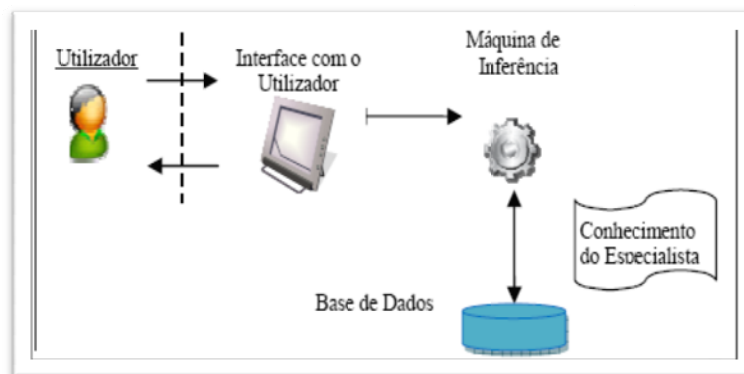 Utilizador
Interface com o
Utilizador
Máquina de
Inferência
Conhecimento
do Especialista
Base de Dados